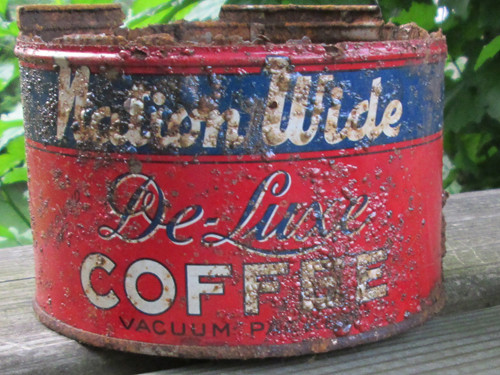 Nation Wide
De-Luxe
COFFEE
VACUUM